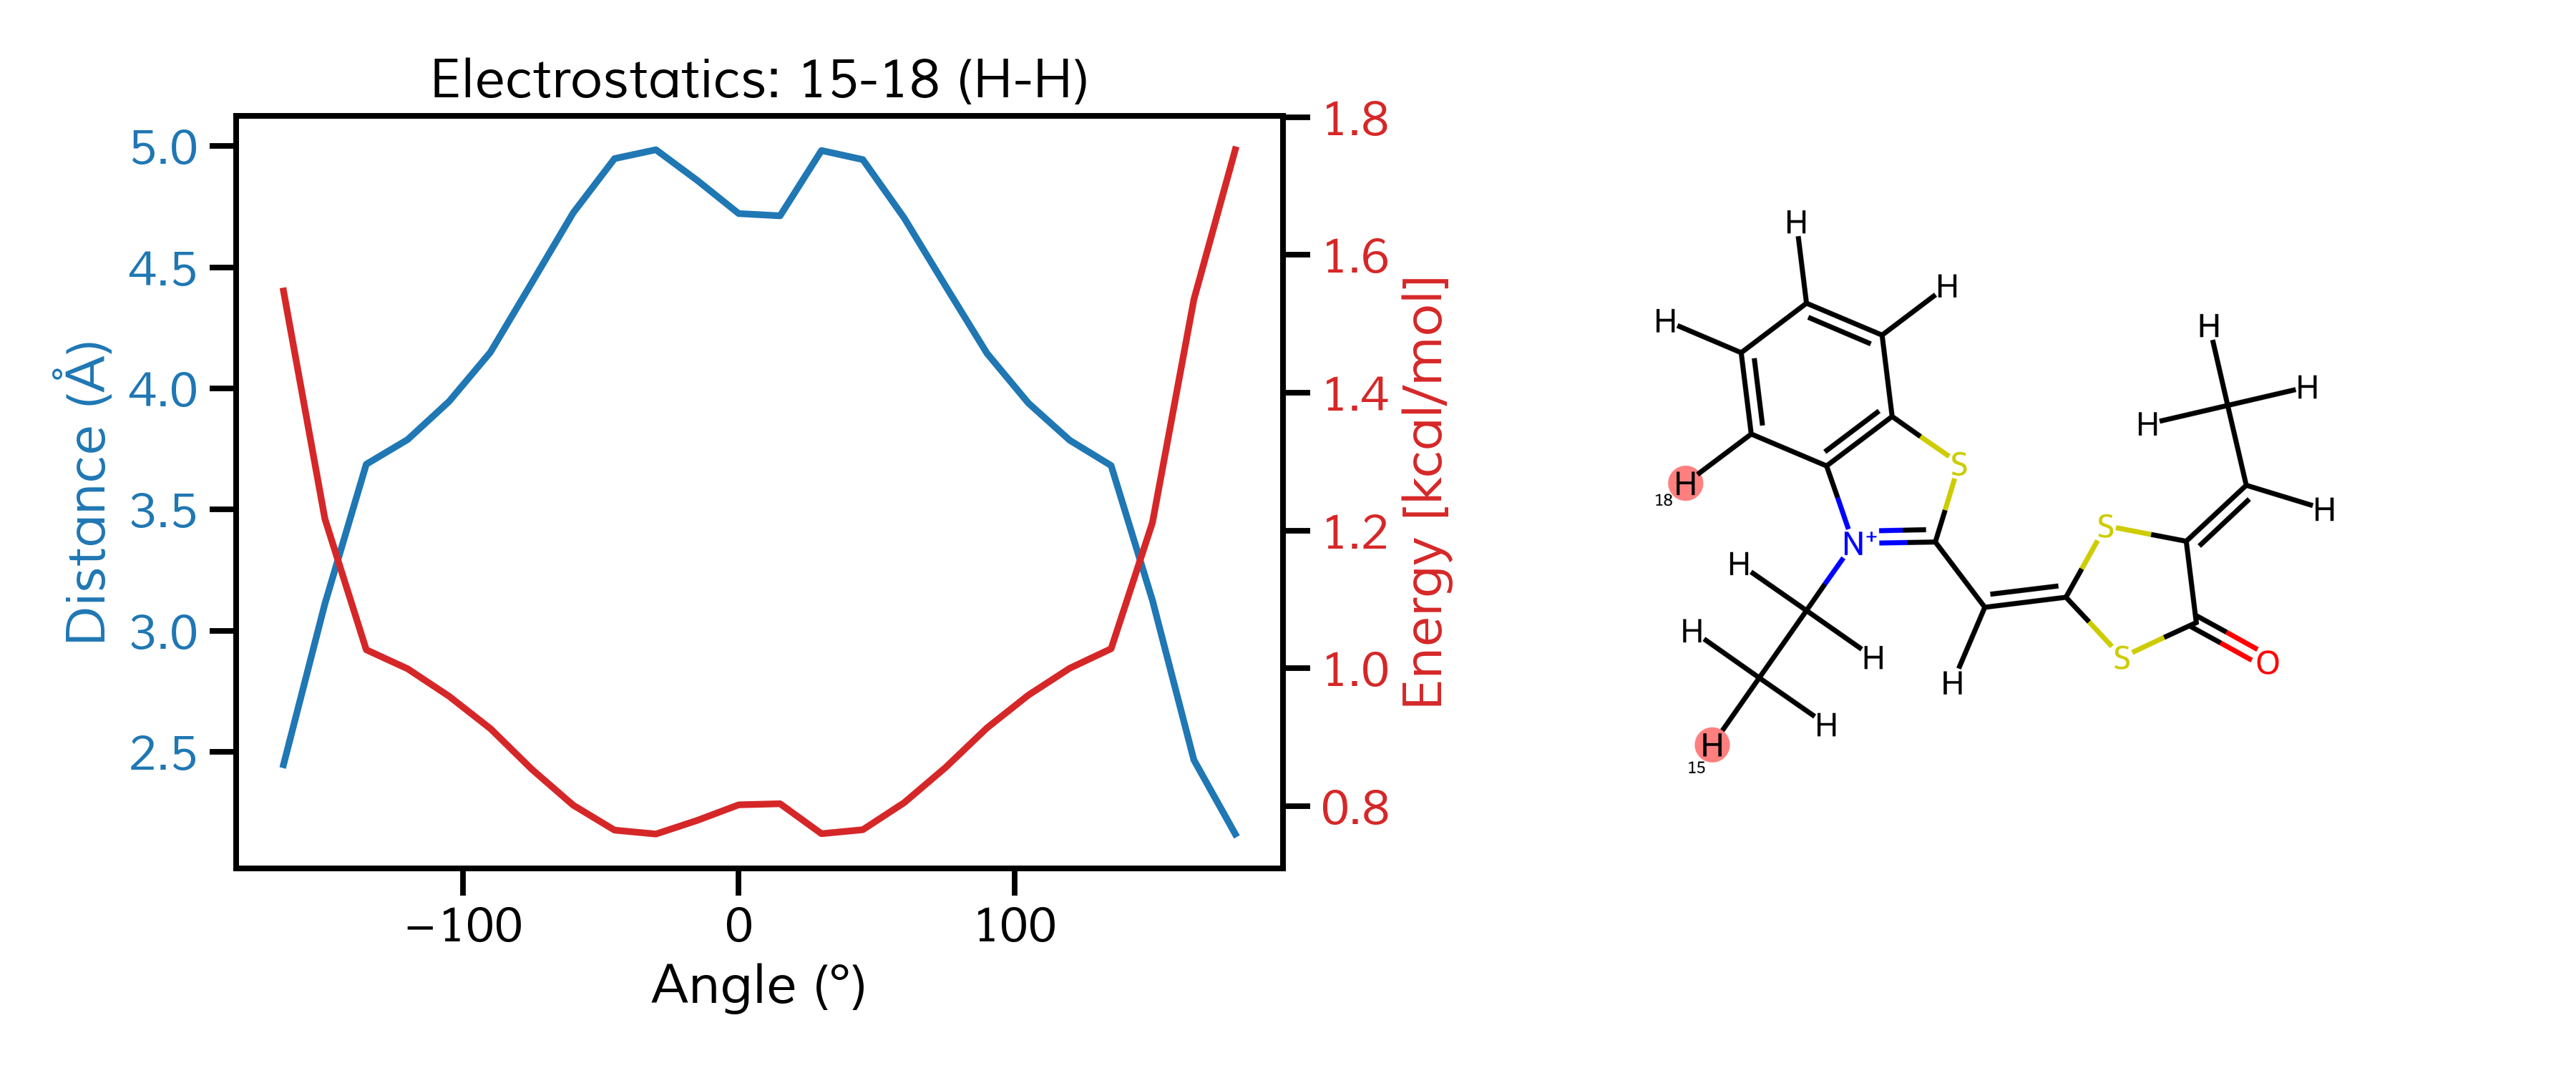 Electrostatics: 15-18 (H-H)
Distance (Å)
5.0
4.5
4.0
3.5
3.0
2.5
1.8
1.6
1.4
1.2
1.0
0.8
Energy [kcal/mol]
−100 0 100
Angle (°)
H
H
H
H
H
H
S
H
18
S
H
N⁺
H
H
S
O
H
H
H
H
15